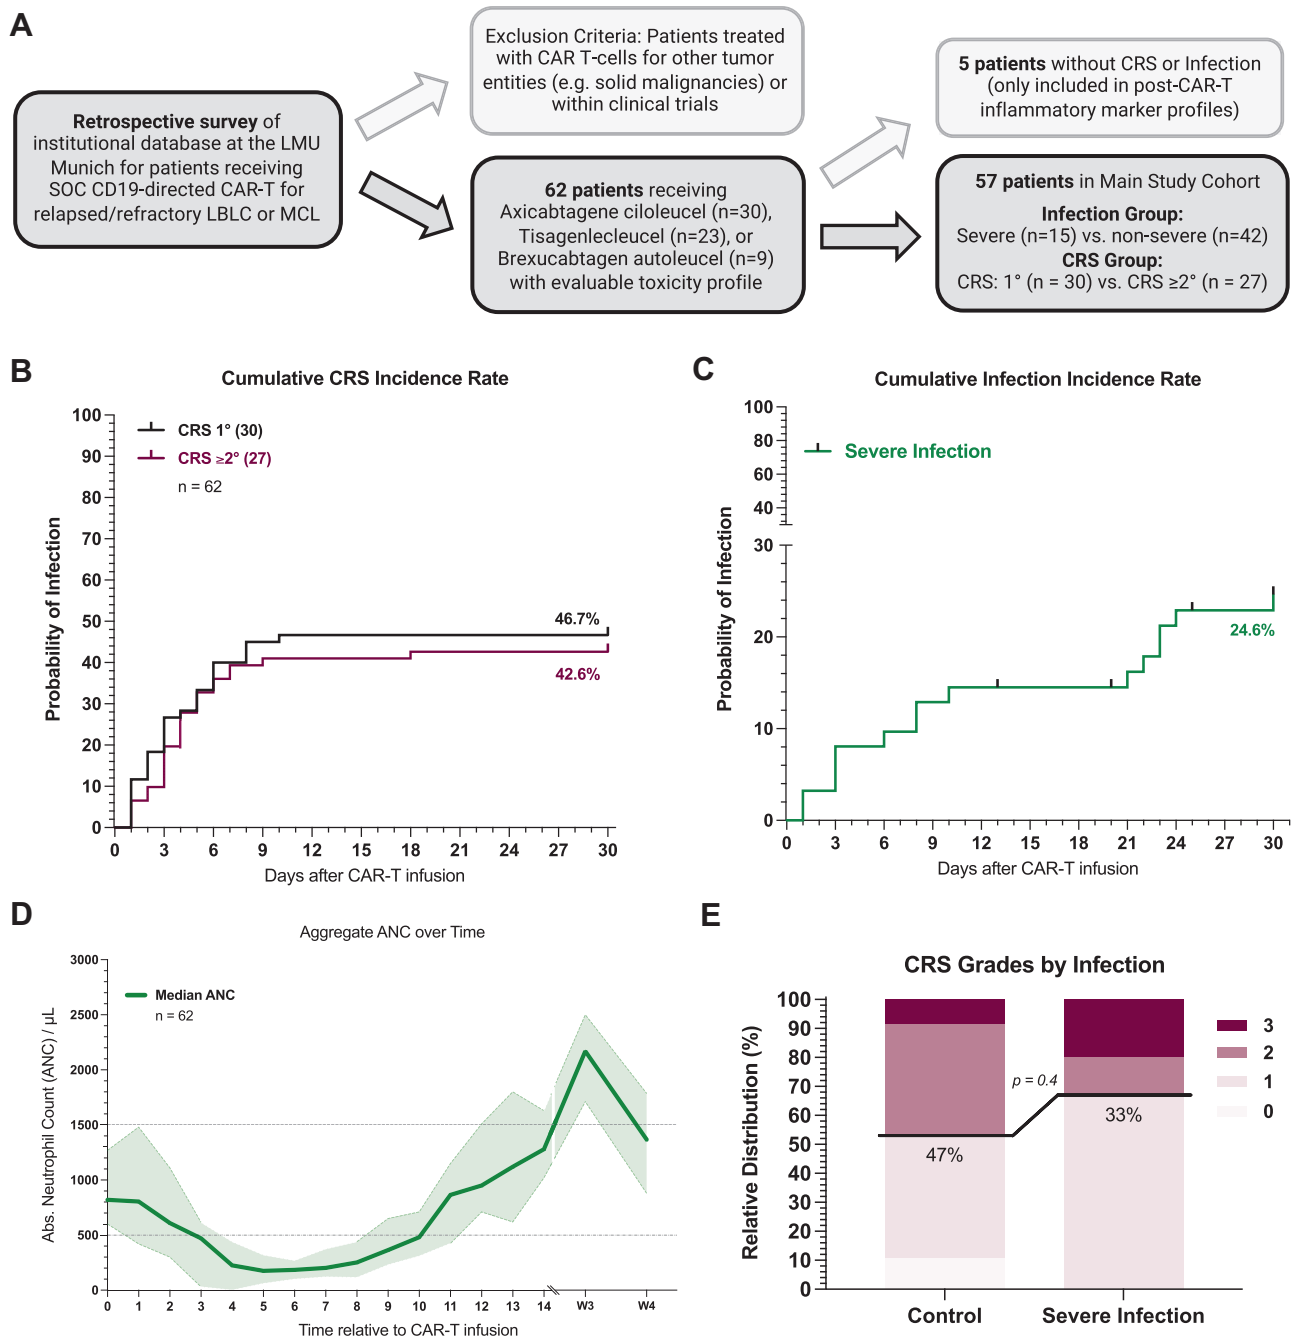 A
Retrospective survey of
institutional database at the LMU
Munich for patients receiving
SOC CD19-directed CAR-T for
relapsed/refractory LBLC or MCL
Exclusion Criteria: Patients treated
with CAR T-cells for other tumor
entities (e.g. solid malignancies) or
within clinical trials
62 patients receiving
Axicabtagene ciloleucel (n=30),
Tisagenlecleucel (n=23), or
Brexucabtagen autoleucel (n=9)
with evaluable toxicity profile
5 patients without CRS or Infection
(only included in post-CAR-T
inflammatory marker profiles)
57 patients in Main Study Cohort
Infection Group:
Severe (n=15) vs. non-severe (n=42)
CRS Group:
CRS: 1° (n = 30) vs. CRS ≥2° (n = 27)
B
Cumulative CRS Incidence Rate
Probability of Infection
100
90
80
70
60
50
40
30
20
10
0
CRS 1° (30)
CRS ≥2° (27)
n = 62
46.7%
42.6%
0 3 6 9 12 15 18 21 24 27 30
Days after CAR-T infusion
C
Cumulative Infection Incidence Rate
Probability of Infection
100
80
60
40
30
20
10
0
Severe Infection
24.6%
0 3 6 9 12 15 18 21 24 27 30
Days after CAR-T infusion
D
Aggregate ANC over Time
Abs. Neutrophil Count (ANC) / µL
3000
2500
2000
1500
1000
500
0
Median ANC
n = 62
0 1 2 3 4 5 6 7 8 9 10 11 12 13 14 W3 W4
Time relative to CAR-T infusion
E
CRS Grades by Infection
Relative Distribution (%)
100
90
80
70
60
50
40
30
20
10
0
47%
p = 0.4
33%
3
2
1
0
Control Severe Infection